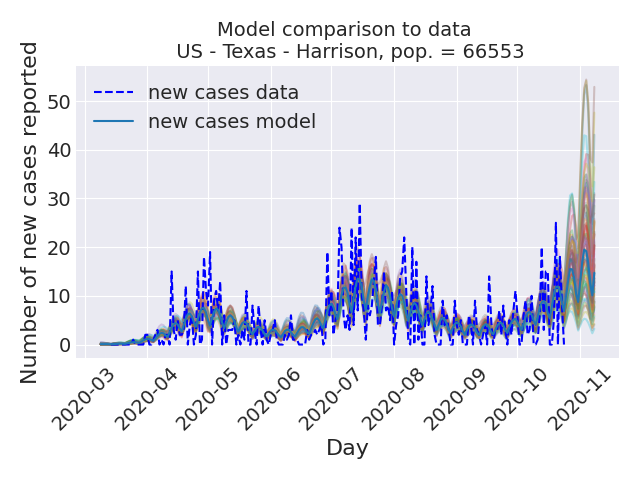 Model comparison to data
US - Texas - Harrison, pop. = 66553
Number of new cases reported
new cases data
new cases model
50
40
30
20
10
0
2020-03
2020-04
2020-05
2020-06
2020-07
2020-08
2020-09
2020-10
2020-11
Day